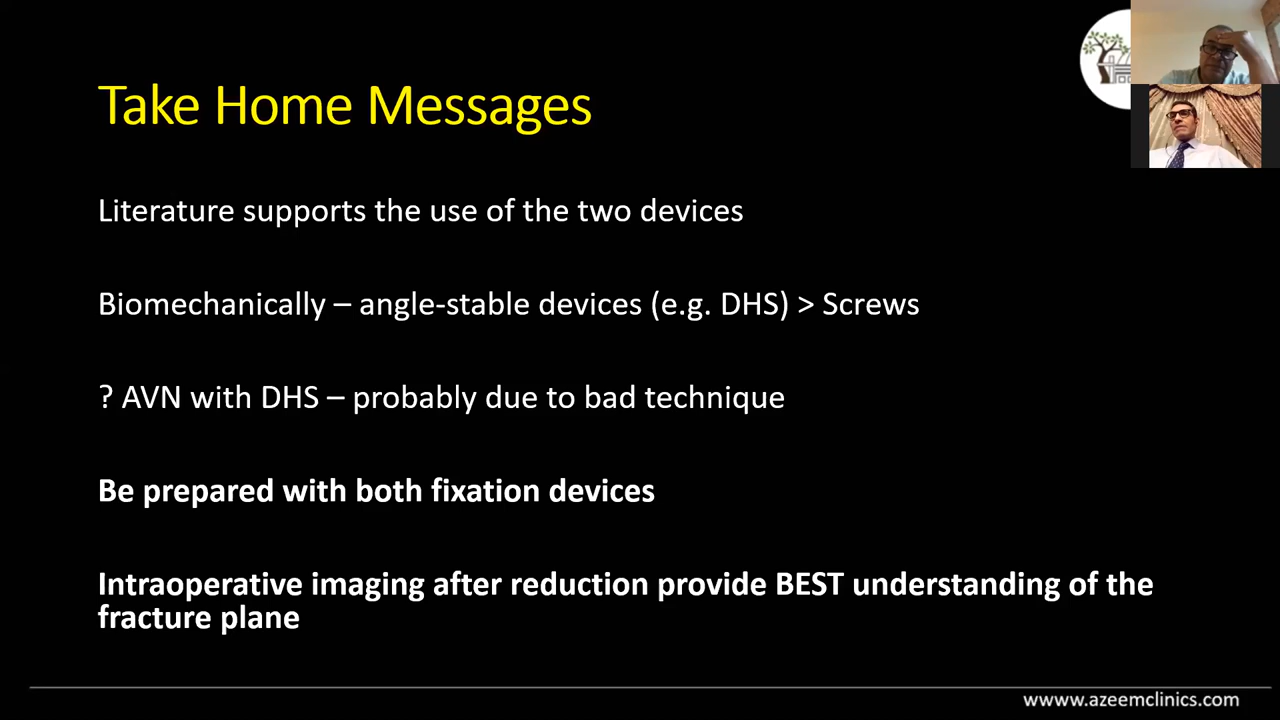 Take Home Messages
Literature supports the use of the two devices
Biomechanically – angle-stable devices (e.g. DHS) > Screws
? AVN with DHS – probably due to bad technique
Be prepared with both fixation devices
Intraoperative imaging after reduction provide BEST understanding of the
fracture plane
www.azeemclinics.com